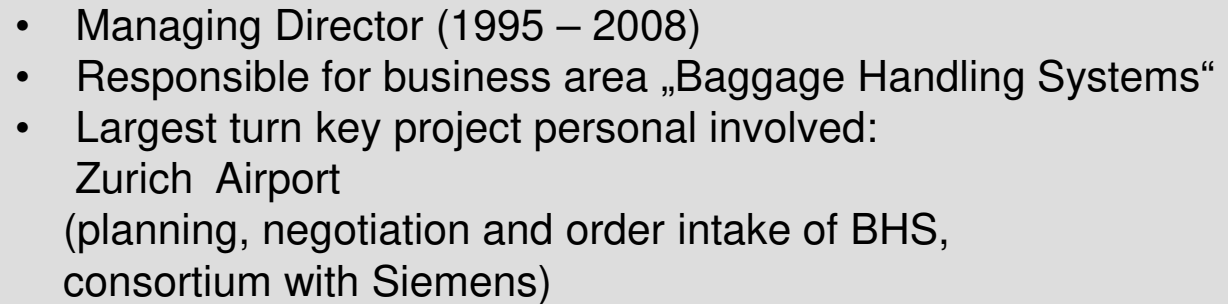 • Managing Director (1995 – 2008)
• Responsible for business area „Baggage Handling Systems“
• Largest turn key project personal involved:
Zurich  Airport
(planning, negotiation and order intake of BHS,
consortium with Siemens)